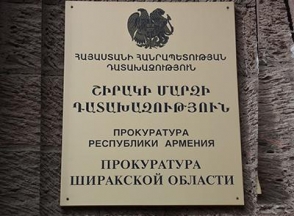 ՀԱՅԱՍՏԱՆԻ ՀԱՆՐԱՊԵՏՈՒԹՅԱՆ
ԴԱՏԱԽԱԶՈՒԹՅՈՒՆ
ՇԻՐԱԿԻ ՄԱՐԶԻ
ԴԱՏԱԽԱԶՈՒԹՅՈՒՆ
ПРОКУРАТУРА
РЕСПУБЛИКИ АРМЕНИЯ
ПРОКУРАТУРА
ШИРАКСКОЙ ОБЛАСТИ